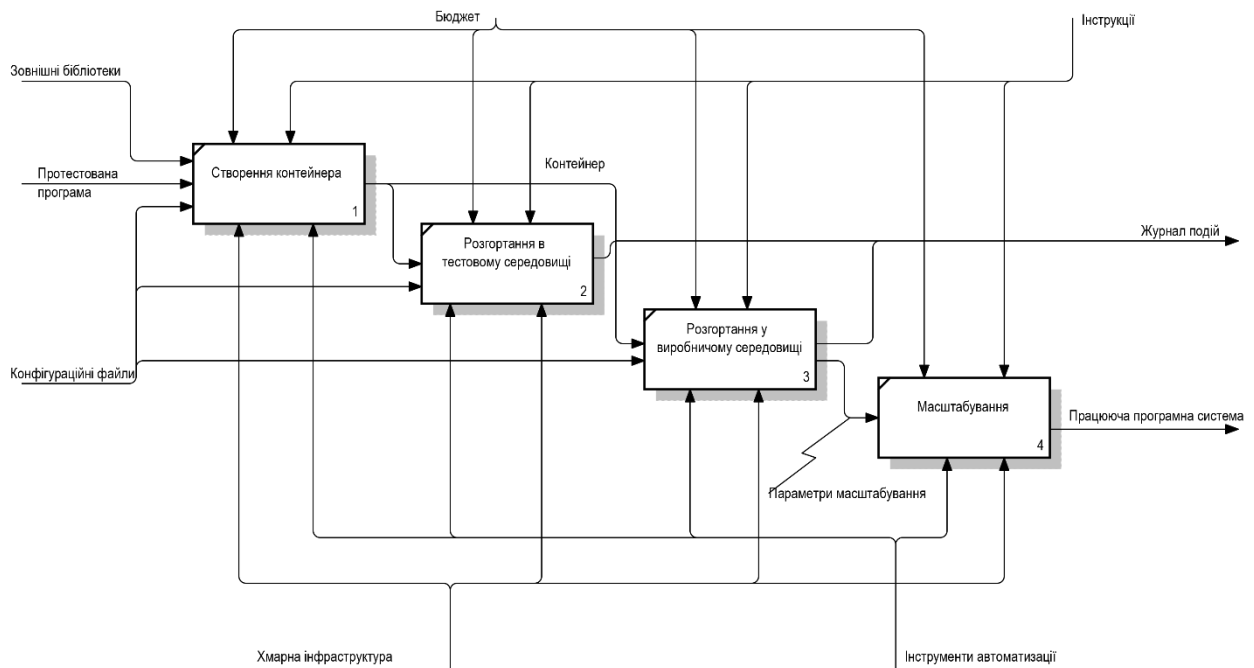 Бюджет
Інструкції
Зовнішні бібліотеки
Протестована
програма
Створення контейнера
1
Контейнер
Розгортання в
тестовому середовищі
2
Журнал подій
Розгортання у
виробничому середовищі
3
Конфігураційні файли
Масштабування
4
Працююча програмна система
Параметри масштабування
Хмарна інфраструктура
Інструменти автоматизації